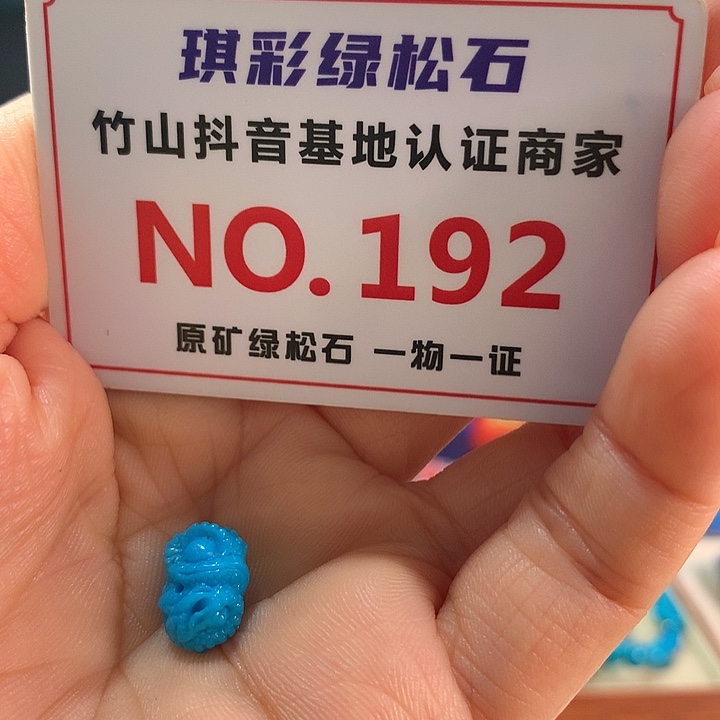 琪彩绿松石
竹山抖音基地认证商家
NO.192
原矿绿松石 一物一证